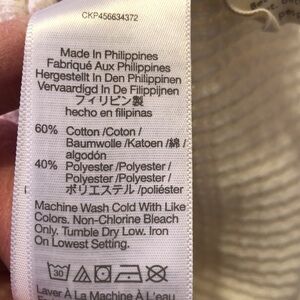 CKP456634372
Made In Philippines
Fabriqué Aux Philippines
Hergestellt In Den Philippinen
Vervaardigd In De Filippijnen
フィリピン製
hecho en filipinas
60% Cotton /Coton /
Baumwolle /Katoen /綿 /
algodón
40% Polyester /Polyester /
Polyester /Polyester /
ポリエステル /poliéster
Machine Wash Cold With Like
Colors. Non-Chlorine Bleach
Only. Tumble Dry Low. Iron
On Lowest Setting.
30
Laver À La Machine À L'eau